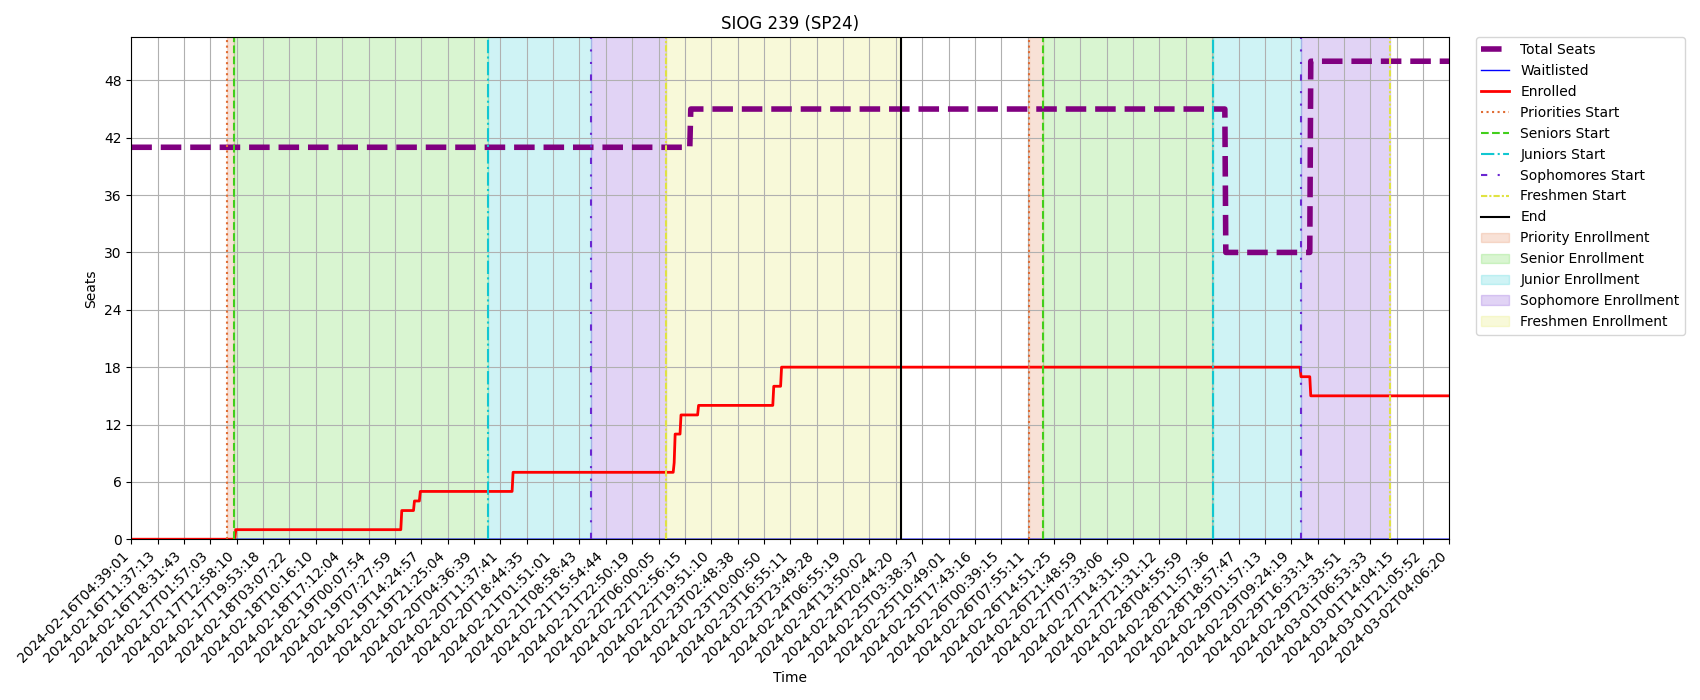 SIOG 239 (SP24)
Total Seats
Waitlisted
Enrolled
Priorities Start
Seniors Start
Juniors Start
Sophomores Start
Freshmen Start
End
Priority Enrollment
Senior Enrollment
Junior Enrollment
Sophomore Enrollment
Freshmen Enrollment
Seats
48
42
36
30
24
18
12
6
0
2024-02-16T04:39:01
2024-02-16T11:37:13
2024-02-16T18:31:43
2024-02-17T01:57:03
2024-02-17T12:58:10
2024-02-17T19:53:18
2024-02-18T03:07:22
2024-02-18T10:16:10
2024-02-18T17:12:04
2024-02-19T00:07:54
2024-02-19T07:27:59
2024-02-19T14:24:57
2024-02-19T21:25:04
2024-02-20T04:36:39
2024-02-20T11:37:41
2024-02-20T18:44:35
2024-02-21T01:51:01
2024-02-21T08:58:43
2024-02-21T15:54:44
2024-02-21T22:50:19
2024-02-22T06:00:05
2024-02-22T12:56:15
2024-02-22T19:51:10
2024-02-23T02:48:38
2024-02-23T10:00:50
2024-02-23T16:55:11
2024-02-23T23:49:28
2024-02-24T06:55:19
2024-02-24T13:50:02
2024-02-24T20:44:20
2024-02-25T03:38:37
2024-02-25T10:49:01
2024-02-25T17:43:16
2024-02-26T00:39:15
2024-02-26T07:55:11
2024-02-26T14:51:25
2024-02-26T21:48:59
2024-02-27T07:33:06
2024-02-27T14:31:50
2024-02-27T21:31:12
2024-02-28T04:55:59
2024-02-28T11:57:36
2024-02-28T18:57:47
2024-02-29T01:57:13
2024-02-29T09:24:19
2024-02-29T16:33:14
2024-02-29T23:33:51
2024-03-01T06:53:33
2024-03-01T14:04:15
2024-03-01T21:05:52
2024-03-02T04:06:20
Time